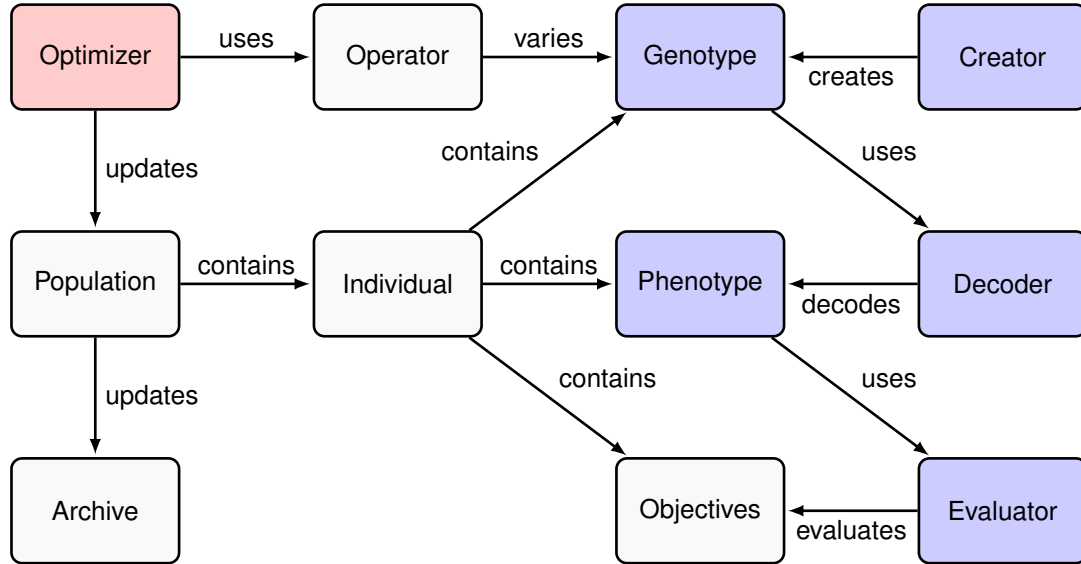 Optimizer
uses
Operator
varies
Genotype
creates
Creator
updates
contains
uses
Population
contains
Individual
contains
Phenotype
decodes
Decoder
updates
contains
uses
Archive
Objectives
evaluates
Evaluator